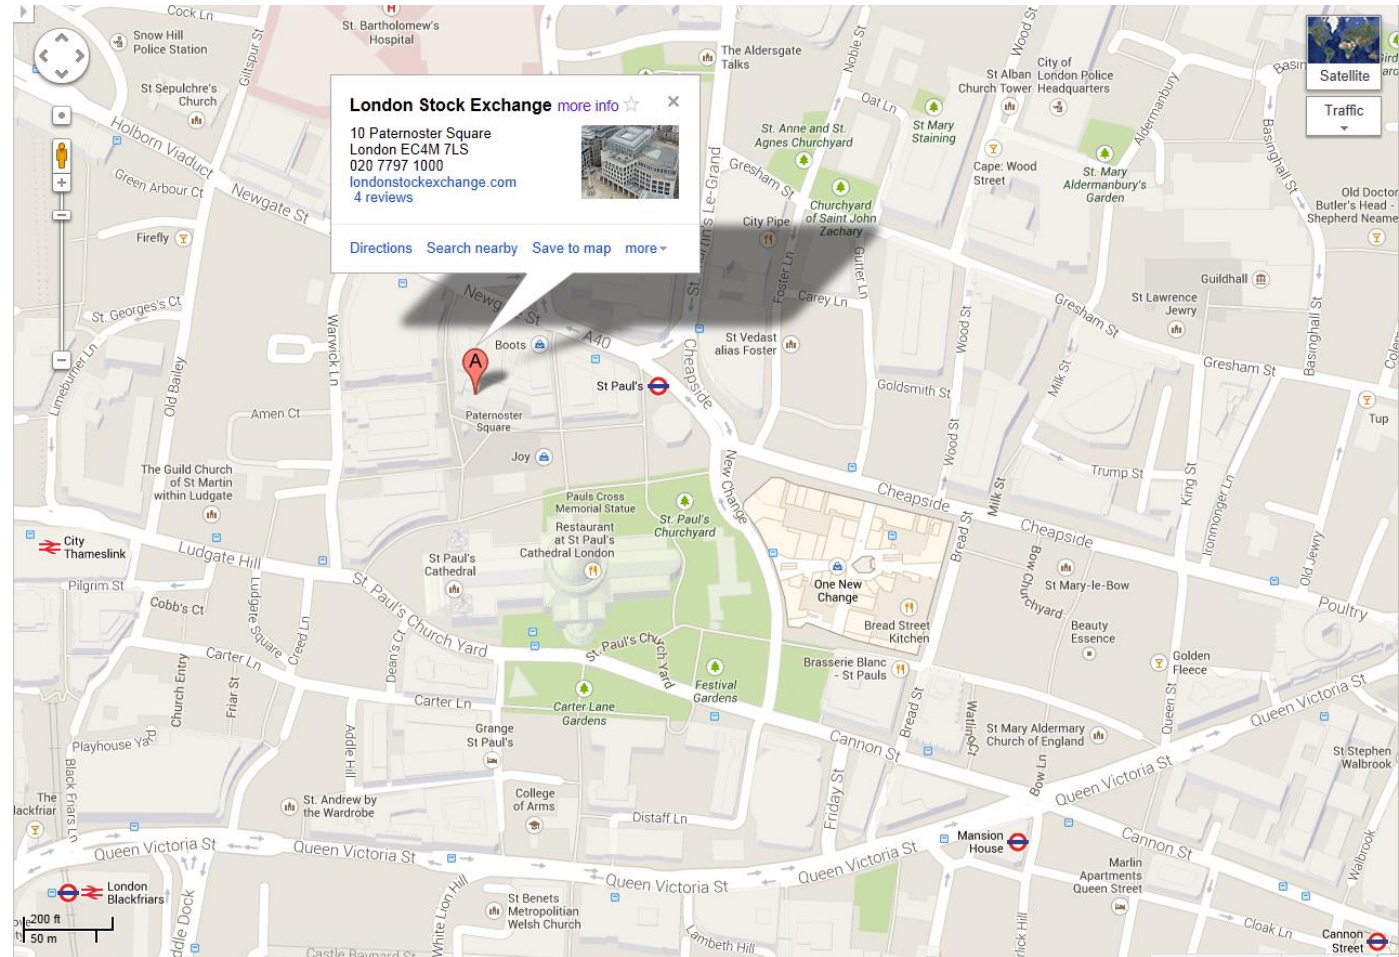 Cock Ln
Snow Hill
Police Station
Giltspur St
St. Bartholomew's
Hospital
H
The Aldersgate
Talks
Noble St
Wood St
City of
London Police
Headquarters
St Alban
Church Tower
Satellite
Traffic
St Sepulchre's
Church
London Stock Exchange more info
10 Paternoster Square
London EC4M 7LS
020 7797 1000
londonstockexchange.com
4 reviews
Directions Search nearby Save to map more
Oat Ln
St Mary
Staining
Aldermanbury
Basinghall St
St. Anne and St.
Agnes Churchyard
Holborn Viaduct
Green Arbour Ct
Newgate St
Gresham St
Cape: Wood
Street
St. Mary
Aldermanbury's
Garden
Old Doctor
Butler's Head -
Shepherd Neame
Churchyard
of Saint John
Zachary
City Pipe
Firefly
Guildhall
Foster Ln
Gutter Ln
Carey Ln
St Lawrence
Jewry
Gresham St
Basinghall St
St. Georges's Ct
Newgate St
A40
Boots
A
Warwick Ln
Cheapside
St Vedast
alias Foster
Wood St
Milk St
Gresham St
Limeburner Ln
Old Bailey
St Paul's
Goldsmith St
Amen Ct
Paternoster
Square
Tup
Joy
New Change
Wood St
Trump St
King St
Ironmonger Ln
The Guild Church
of St Martin
within Ludgate
Cheapside
Milk St
Pauls Cross
Memorial Statue
Restaurant
at St Paul's
Cathedral London
St. Paul's
Churchyard
Bread St
Cheapside
Old Jewry
City
Thameslink
Ludgate Hill
St Paul's
Cathedral
One New
Change
Bow Churchyard
St Mary-le-Bow
Poultry
Pilgrim St
Cobb's Ct
Ludgate Square
Creed Ln
St. Paul's Church Yard
Dean's Ct
Bread Street
Kitchen
Beauty
Essence
Carter Ln
Church Entry
Friar St
St. Paul's Church Yard
Brasserie Blanc
- St Pauls
Golden
Fleece
Festival
Gardens
Carter Lane
Gardens
Carter Ln
Bread St
Watling Ct
Queen St
Queen Victoria St
Playhouse Yard
Addle Hill
Grange
St Paul's
Cannon St
St Mary Aldermary
Church of England
St Stephen
Walbrook
Black Friars Ln
The
Blackfriar
St. Andrew by
the Wardrobe
College
of Arms
Distaff Ln
Friday St
Bow Ln
Queen Victoria St
Mansion
House
Cannon St
Walbrook
Queen Victoria St
Queen Victoria St
Queen Victoria St
Queen Victoria St
Marlin
Apartments
Queen Street
London
Blackfriars
White Lion Hill
St Benets
Metropolitan
Welsh Church
Lambeth Hill
Cloak Ln
Cannon
Street
200 ft
50 m